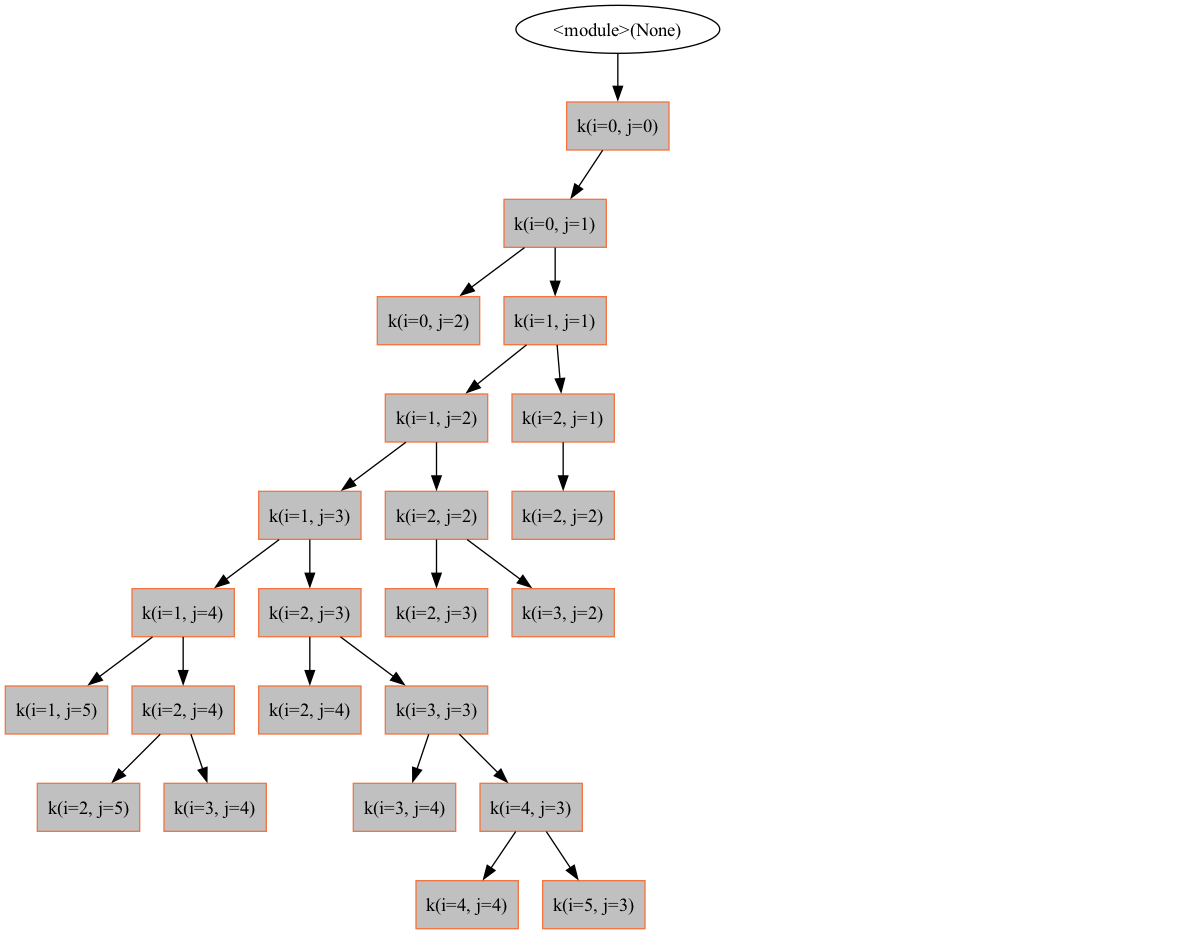 <module>(None)
k(i=0, j=0)
k(i=0, j=1)
k(i=0, j=2)
k(i=1, j=1)
k(i=1, j=2)
k(i=2, j=1)
k(i=1, j=3)
k(i=2, j=2)
k(i=2, j=2)
k(i=1, j=4)
k(i=2, j=3)
k(i=2, j=3)
k(i=3, j=2)
k(i=1, j=5)
k(i=2, j=4)
k(i=2, j=4)
k(i=3, j=3)
k(i=2, j=5)
k(i=3, j=4)
k(i=3, j=4)
k(i=4, j=3)
k(i=4, j=4)
k(i=5, j=3)